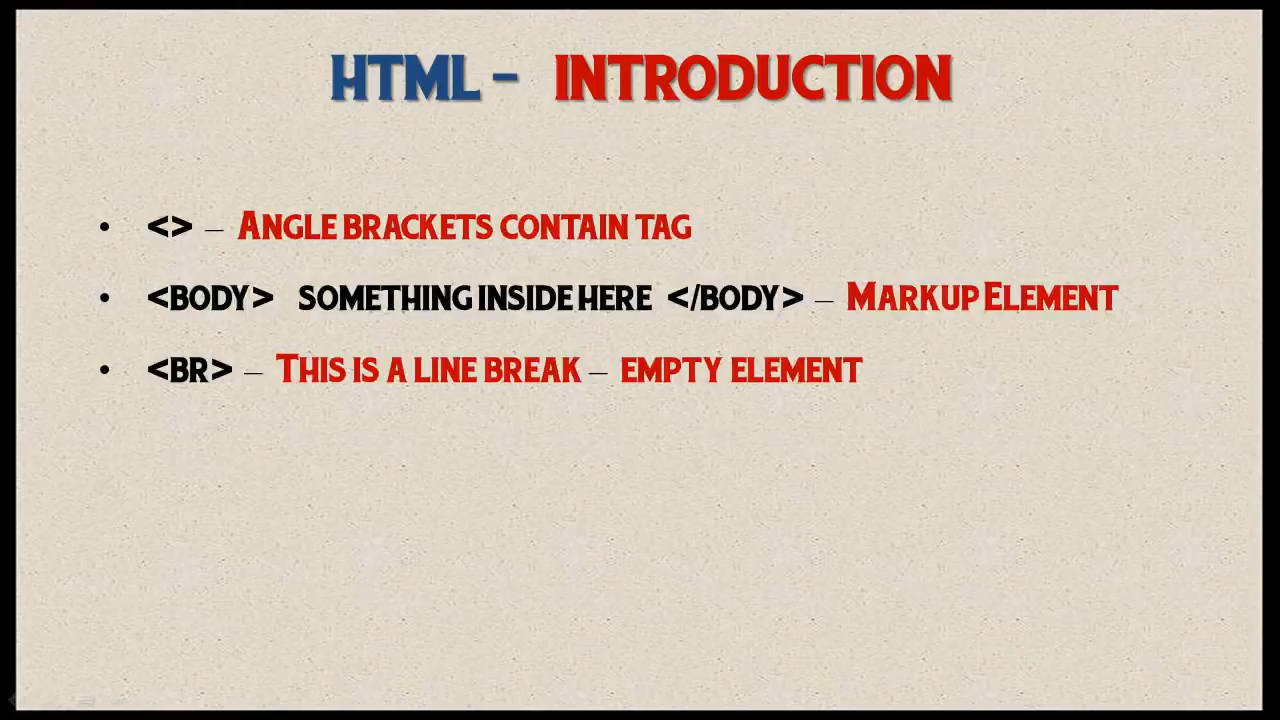 HTML - INTRODUCTION
• <> – ANGLE BRACKETS CONTAIN TAG
• <BODY> SOMETHING INSIDE HERE </BODY> – MARKUP ELEMENT
• <BR> – THIS IS A LINE BREAK – EMPTY ELEMENT